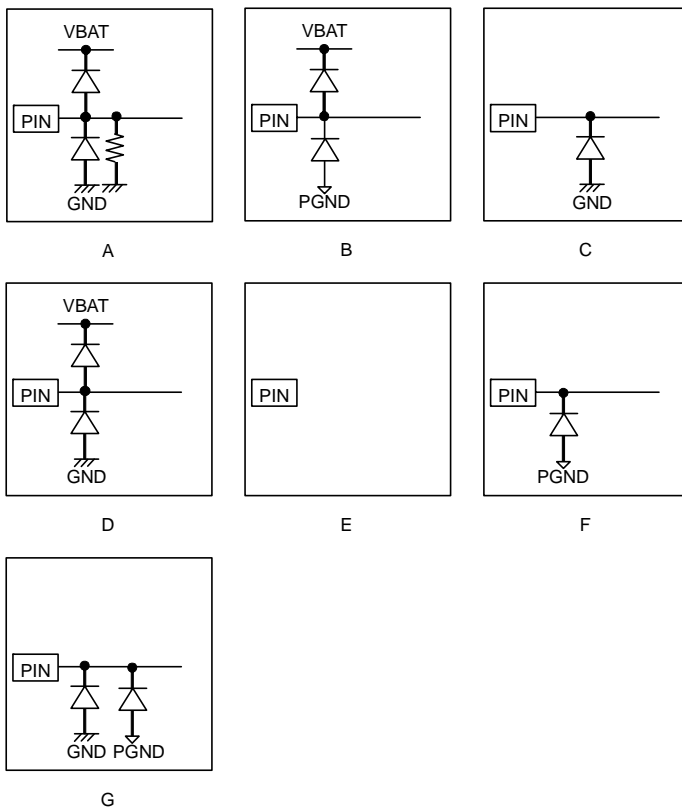 VBAT
PIN
GND
A
VBAT
PIN
PGND
B
PIN
GND
C
VBAT
PIN
GND
D
PIN
E
PIN
PGND
F
PIN
GND PGND
G